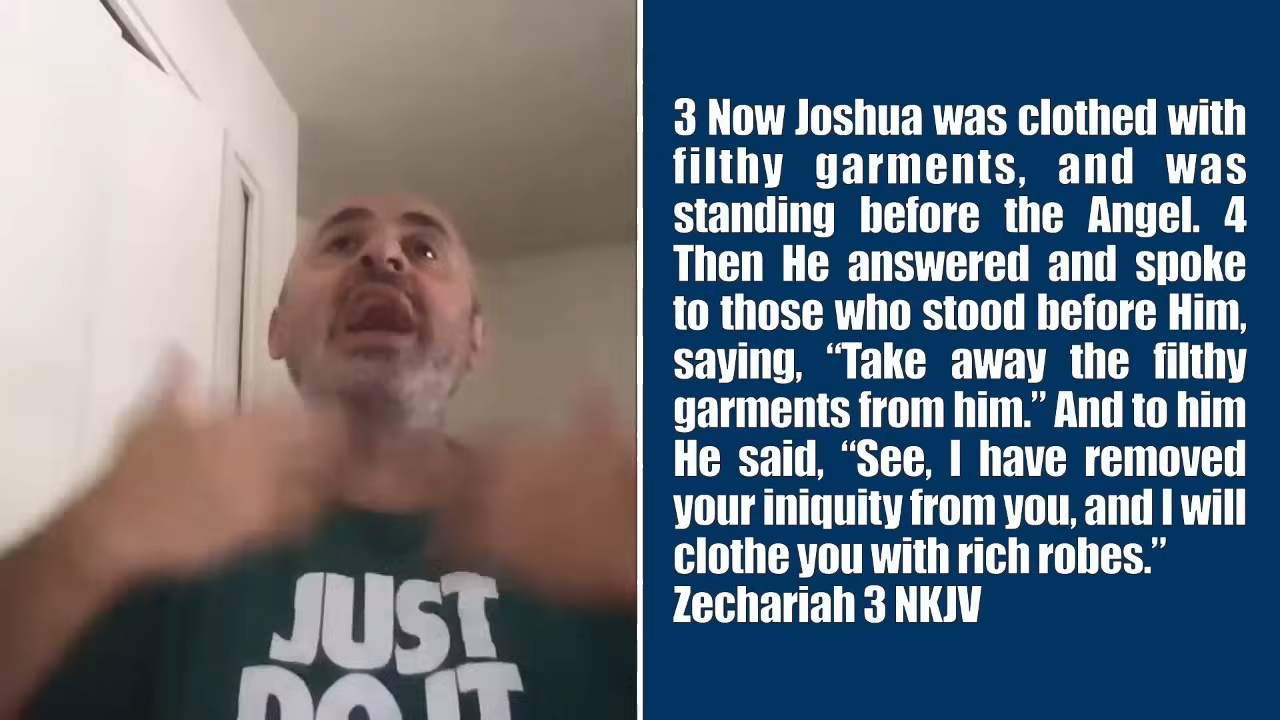 JUST
DO IT
3 Now Joshua was clothed with
filthy garments, and was
standing before the Angel. 4
Then He answered and spoke
to those who stood before Him,
saying, “Take away the filthy
garments from him.” And to him
He said, “See, I have removed
your iniquity from you, and I will
clothe you with rich robes.”
Zechariah 3 NKJV